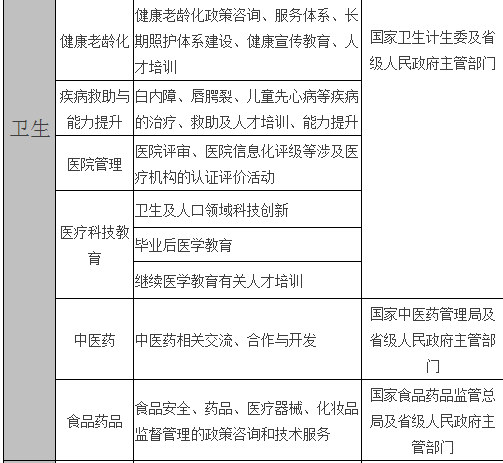 卫生
健康老龄化
健康老龄化政策咨询、服务体系、长
期照护体系建设、健康宣传教育、人
才培训
国家卫生计生委及省
级人民政府主管部门
疾病救助与
能力提升
白内障、唇腭裂、儿童先心病等疾病
的治疗、救助及人才培训、能力提升
医院管理
医院评审、医院信息化评级等涉及医
疗机构的认证评价活动
医疗科技教
育
卫生及人口领域科技创新
毕业后医学教育
继续医学教育有关人才培训
中医药
中医药相关交流、合作与开发
国家中医药管理局及
省级人民政府主管部
门
食品药品
食品安全、药品、医疗器械、化妆品
监督管理的政策咨询和技术服务
国家食品药品监管总
局及省级人民政府主
管部门